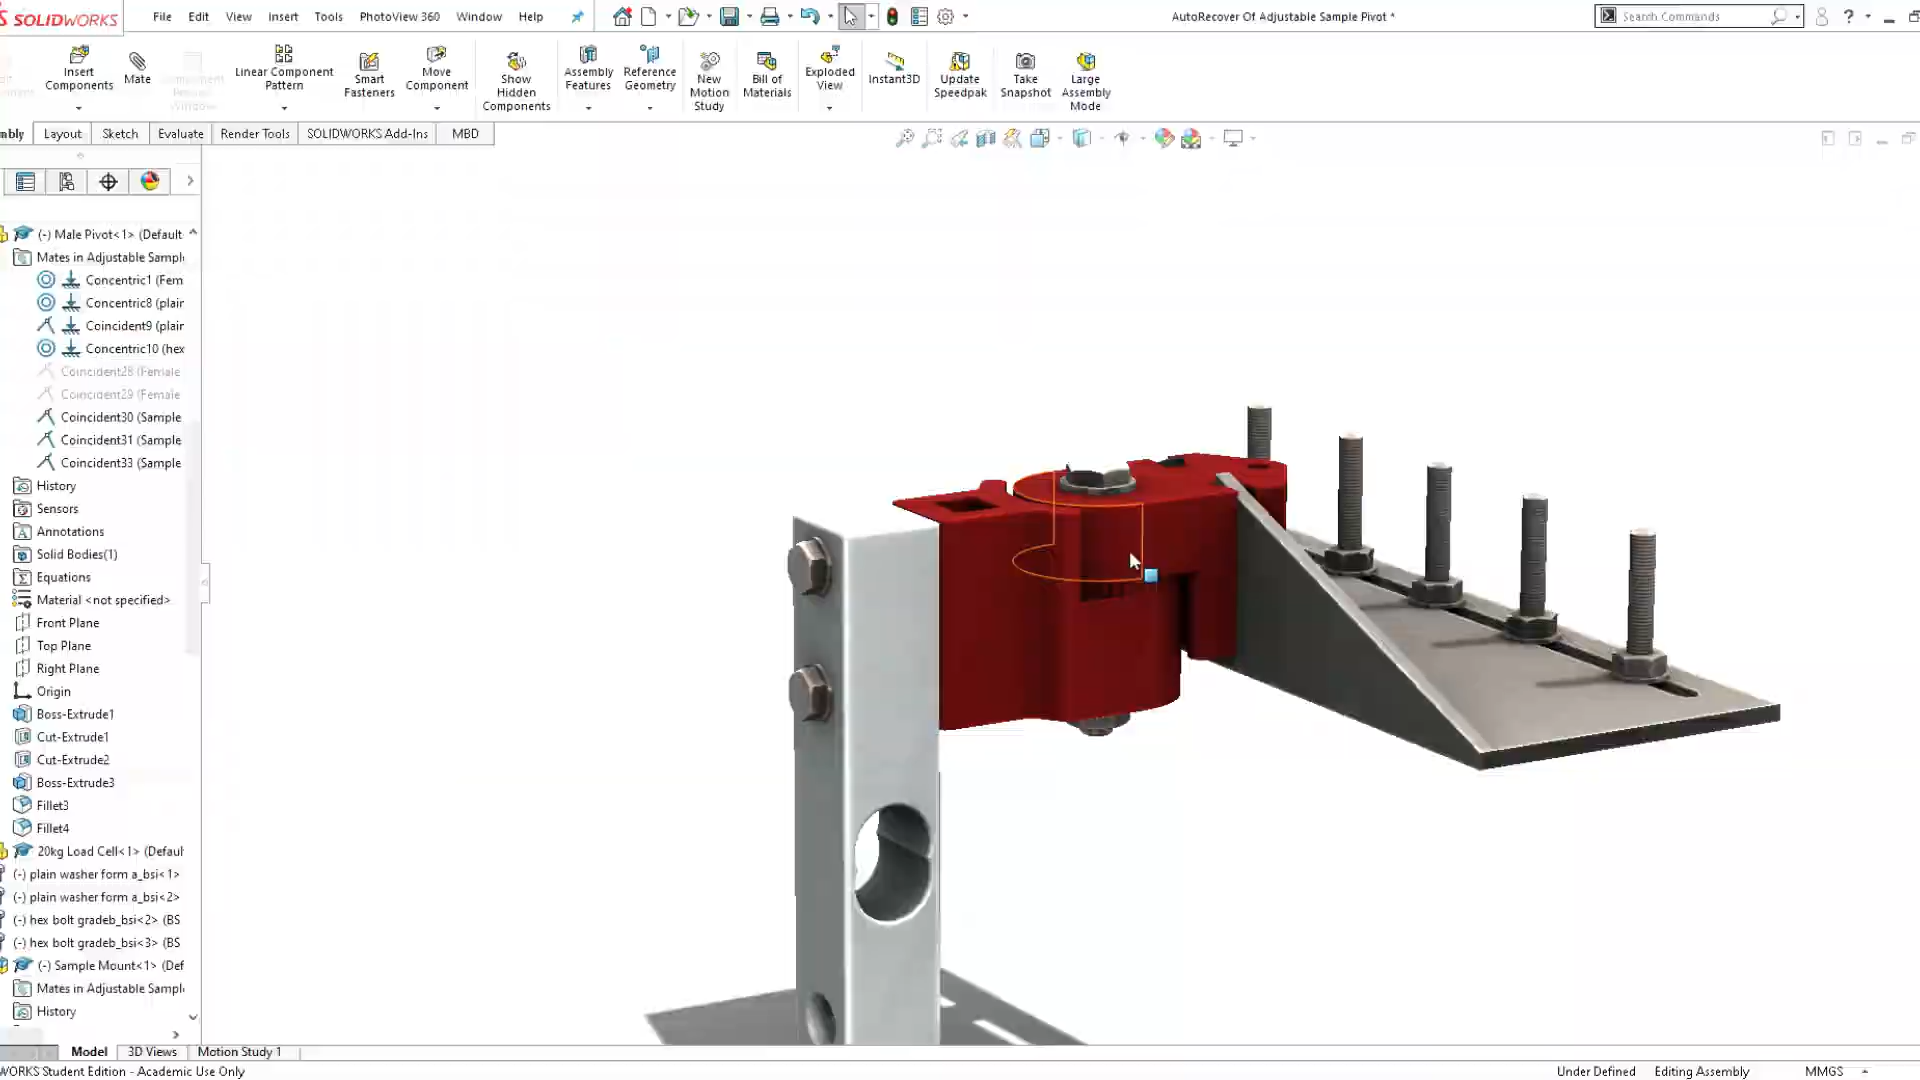 SOLIDWORKS File Edit View Insert Tools PhotoView 360 Window Help AutoRecover Of Adjustable Sample Pivot * Search Commands ?
Insert Components
Mate
Component Preview Window
Linear Component Pattern
Smart Fasteners
Move Component
Show Hidden Components
Assembly Features
Reference Geometry
New Motion Study
Bill of Materials
Exploded View
Instant3D
Update Speedpak
Take Snapshot
Large Assembly Mode
mbly Layout Sketch Evaluate Render Tools SOLIDWORKS Add-Ins MBD
(-) Male Pivot<1> (Default
Mates in Adjustable Sampl
Concentric1 (Fem
Concentric8 (plair
Coincident9 (plair
Concentric10 (hex
Coincident28 (Female
Coincident29 (Female
Coincident30 (Sample
Coincident31 (Sample
Coincident33 (Sample
History
Sensors
Annotations
Solid Bodies(1)
Equations
Material <not specified>
Front Plane
Top Plane
Right Plane
Origin
Boss-Extrude1
Cut-Extrude1
Cut-Extrude2
Boss-Extrude3
Fillet3
Fillet4
20kg Load Cell<1> (Defaul
(-) plain washer form a_bsi<1>
(-) plain washer form a_bsi<2>
(-) hex bolt gradeb_bsi<2> (BS
(-) hex bolt gradeb_bsi<3> (BS
(-) Sample Mount<1> (Def
Mates in Adjustable Sampl
History
Model 3D Views Motion Study 1
WORKS Student Edition - Academic Use Only Under Defined Editing Assembly MMGS